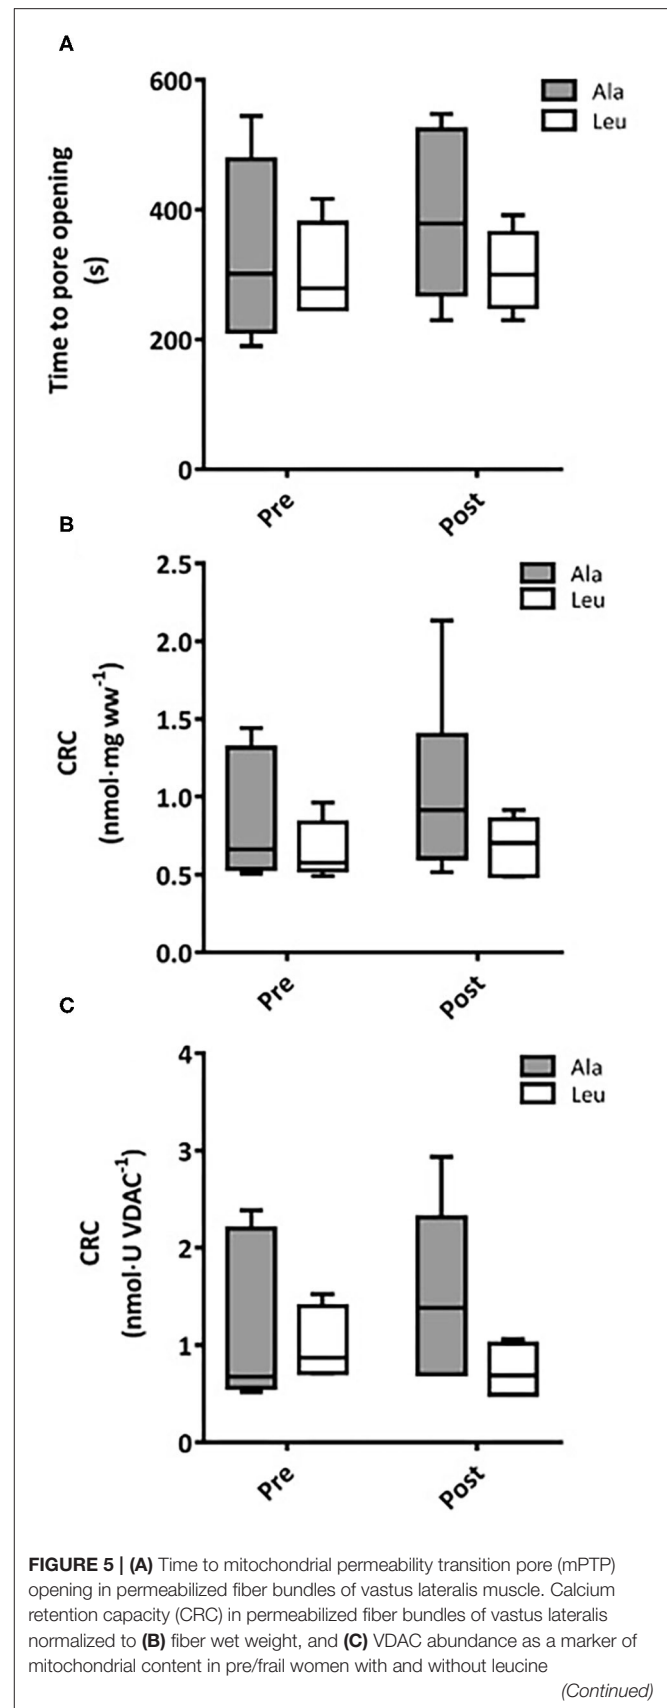 A
600
400
200
0
Time to pore opening
(s)
Ala
Leu
Pre
Post
B
2.5
2.0
1.5
1.0
0.5
0.0
CRC
(nmol·mg ww⁻¹)
Ala
Leu
Pre
Post
C
4
3
2
1
0
CRC
(nmol·U VDAC⁻¹)
Ala
Leu
Pre
Post
FIGURE 5 | (A) Time to mitochondrial permeability transition pore (mPTP)
opening in permeabilized fiber bundles of vastus lateralis muscle. Calcium
retention capacity (CRC) in permeabilized fiber bundles of vastus lateralis
normalized to (B) fiber wet weight, and (C) VDAC abundance as a marker of
mitochondrial content in pre/frail women with and without leucine
(Continued)